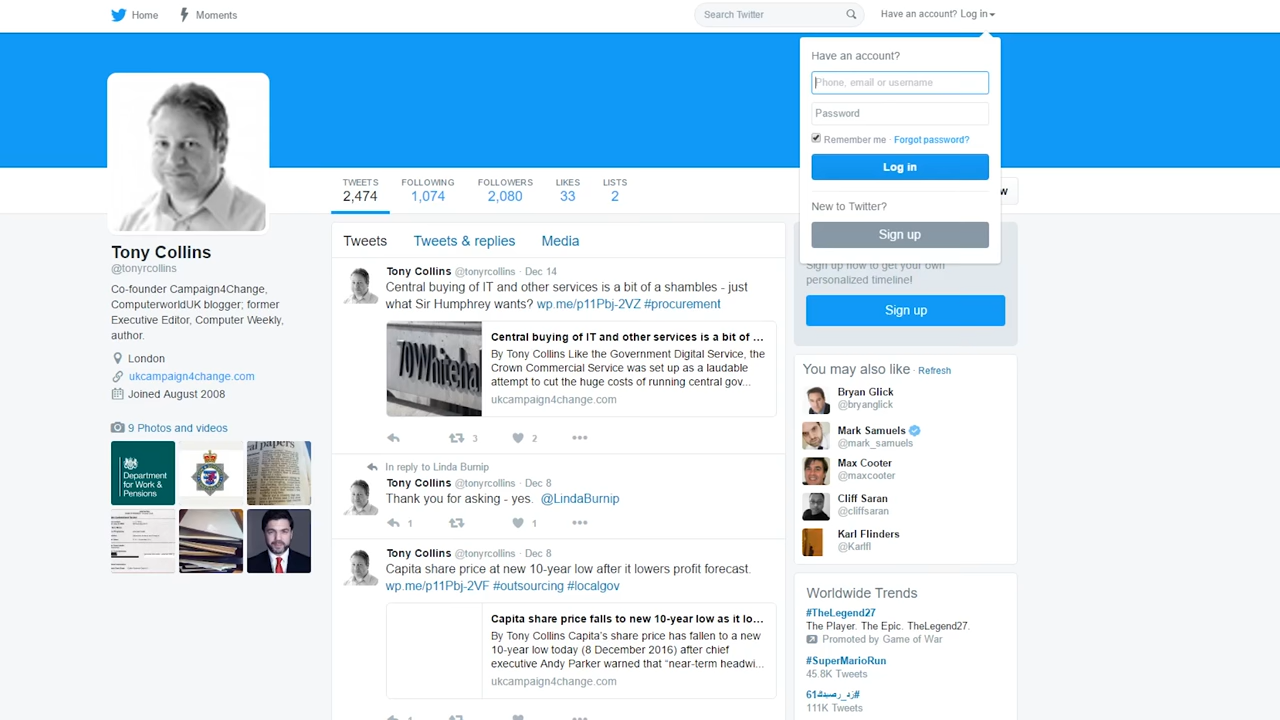 Home
Moments
Search Twitter
Have an account? Log in
Have an account?
Phone, email or username
Password
Remember me · Forgot password?
Log in
New to Twitter?
Sign up
TWEETS
2,474
FOLLOWING
1,074
FOLLOWERS
2,080
LIKES
33
LISTS
2
Tony Collins
@tonyrcollins
Co-founder Campaign4Change,
ComputerworldUK blogger; former
Executive Editor, Computer Weekly,
author.
London
ukcampaign4change.com
Joined August 2008
9 Photos and videos
Department
for Work &
Pensions
Tweets
Tweets & replies
Media
Tony Collins @tonyrcollins · Dec 14
Central buying of IT and other services is a bit of a shambles - just
what Sir Humphrey wants? wp.me/p11Pbj-2VZ #procurement
70Whitehal
Central buying of IT and other services is a bit of ...
By Tony Collins Like the Government Digital Service, the
Crown Commercial Service was set up as a laudable
attempt to cut the huge costs of running central gov...
ukcampaign4change.com
3
2
In reply to Linda Burnip
Tony Collins @tonyrcollins · Dec 8
Thank you for asking - yes. @LindaBurnip
1
1
Tony Collins @tonyrcollins · Dec 8
Capita share price at new 10-year low after it lowers profit forecast.
wp.me/p11Pbj-2VF #outsourcing #localgov
Capita share price falls to new 10-year low as it lo...
By Tony Collins Capita's share price has fallen to a new
10-year low today (8 December 2016) after chief
executive Andy Parker warned that "near-term headwi...
ukcampaign4change.com
Sign up now to get your own
personalized timeline!
Sign up
You may also like · Refresh
Bryan Glick
@bryanglick
Mark Samuels
@mark_samuels
Max Cooter
@maxcooter
Cliff Saran
@cliffsaran
Karl Flinders
@Karlfl
Worldwide Trends
#TheLegend27
The Player. The Epic. TheLegend27.
Promoted by Game of War
#SuperMarioRun
45.8K Tweets
#زد_رصيدك61
111K Tweets